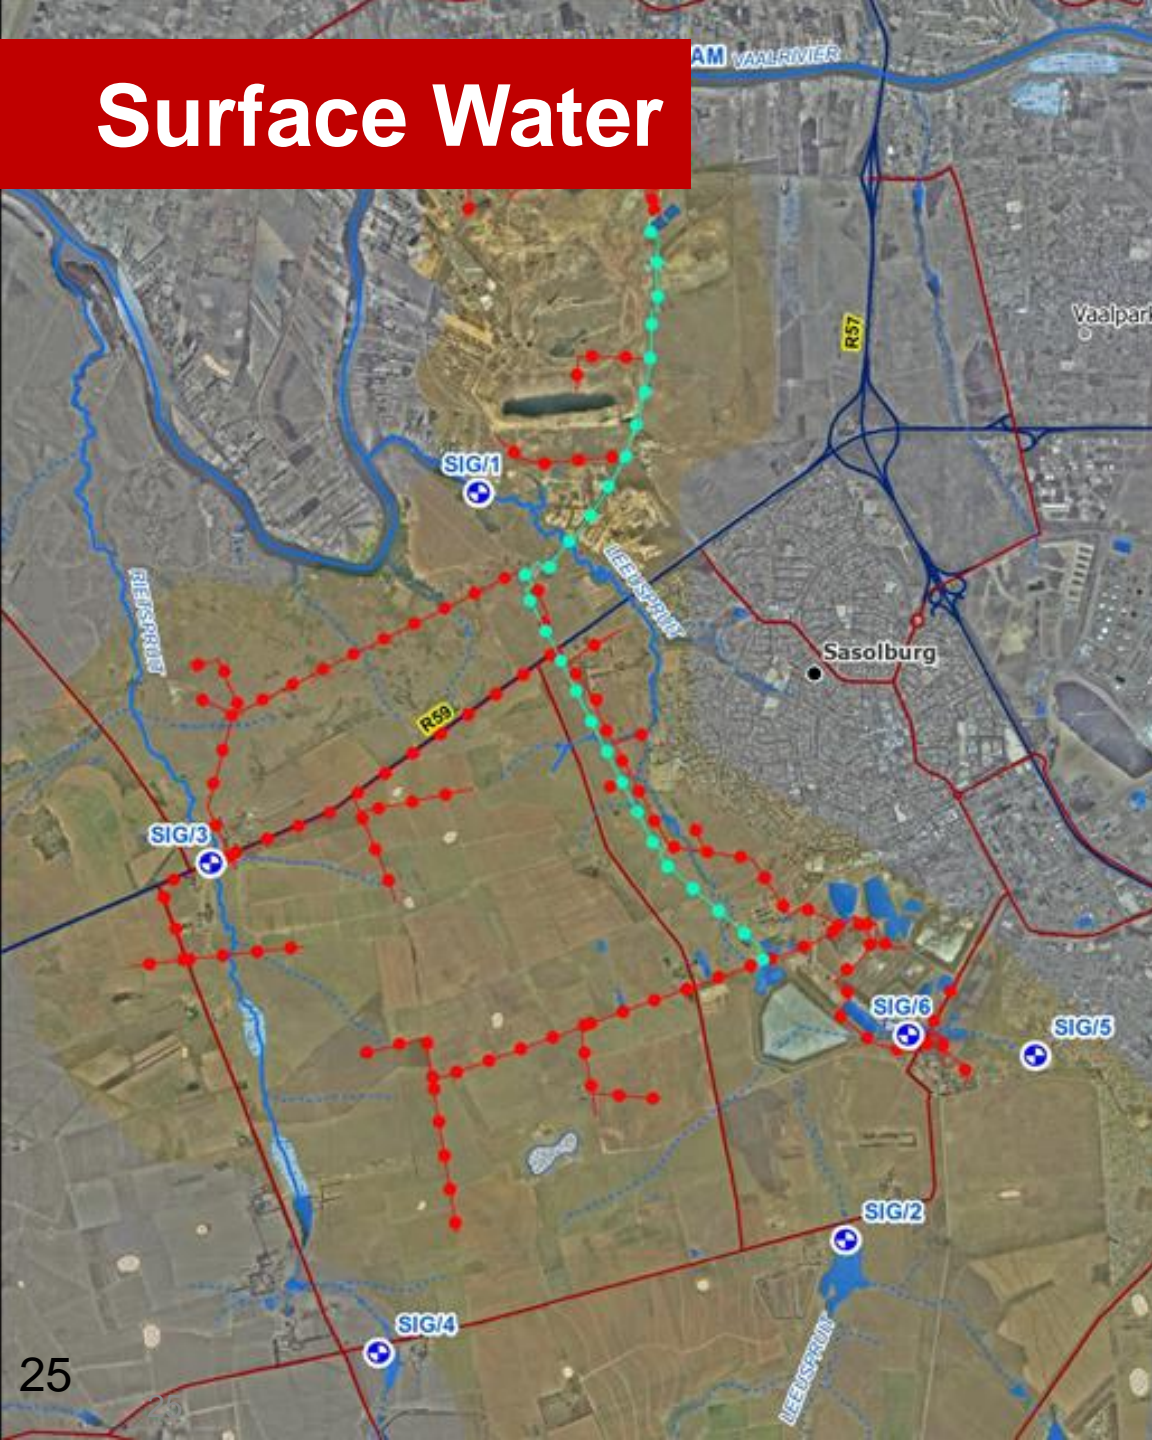 AM VAALRIVIER
Surface Water
Vaalpark
R57
SIG/1
LEEUSPRUIT
RIETSPRUIT
Sasolburg
R59
SIG/3
SIG/6
SIG/5
SIG/2
SIG/4
LEEUSPRUIT
25